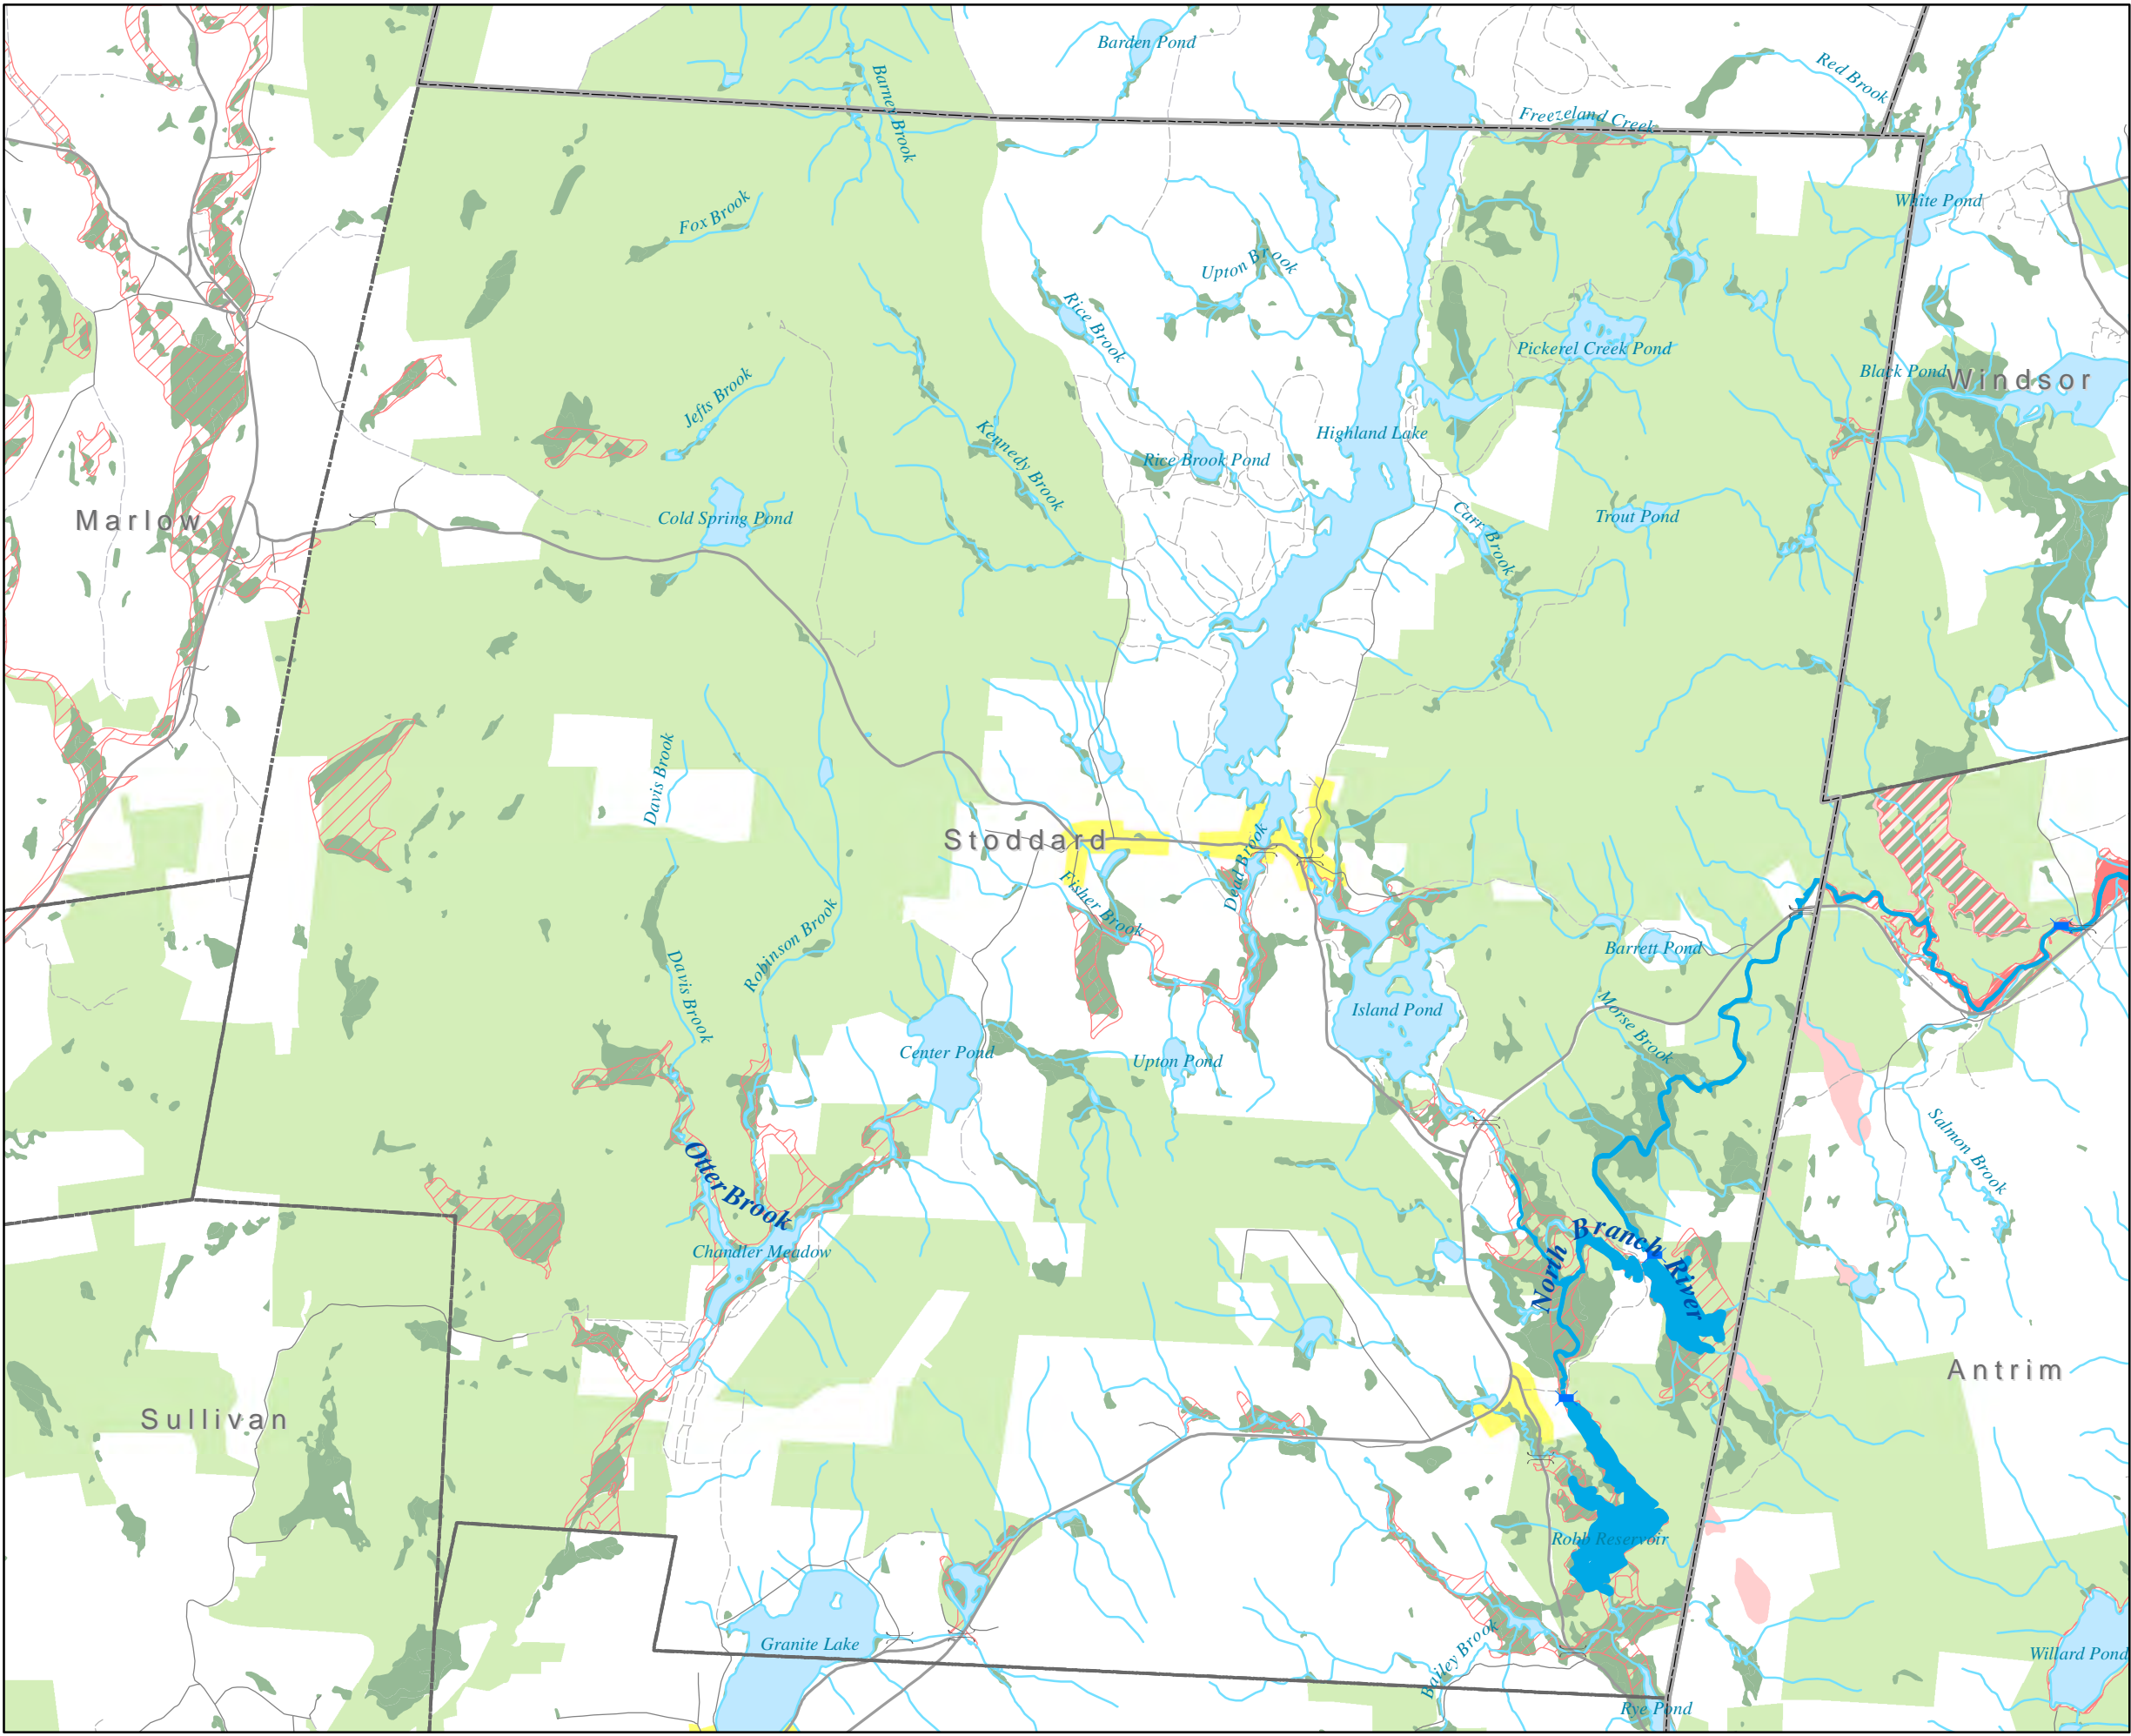 Barden Pond
Red Brook
Barner Brook
Freezeland Creek
White Pond
Fox Brook
Upton Brook
Rice Brook
Pickerel Creek Pond
Black Pond
Windsor
Jefts Brook
Kennedy Brook
Highland Lake
Rice Brook Pond
Marlow
Cold Spring Pond
Carr Brook
Trout Pond
Davis Brook
Stoddard
Dead Brook
Fisher Brook
Robinson Brook
Barrett Pond
Davis Brook
Island Pond
Morse Brook
Center Pond
Upton Pond
Salmon Brook
Otter Brook
Chandler Meadow
North Branch River
Antrim
Sullivan
Robb Reservoir
Granite Lake
Bailey Brook
Willard Pond
Rye Pond